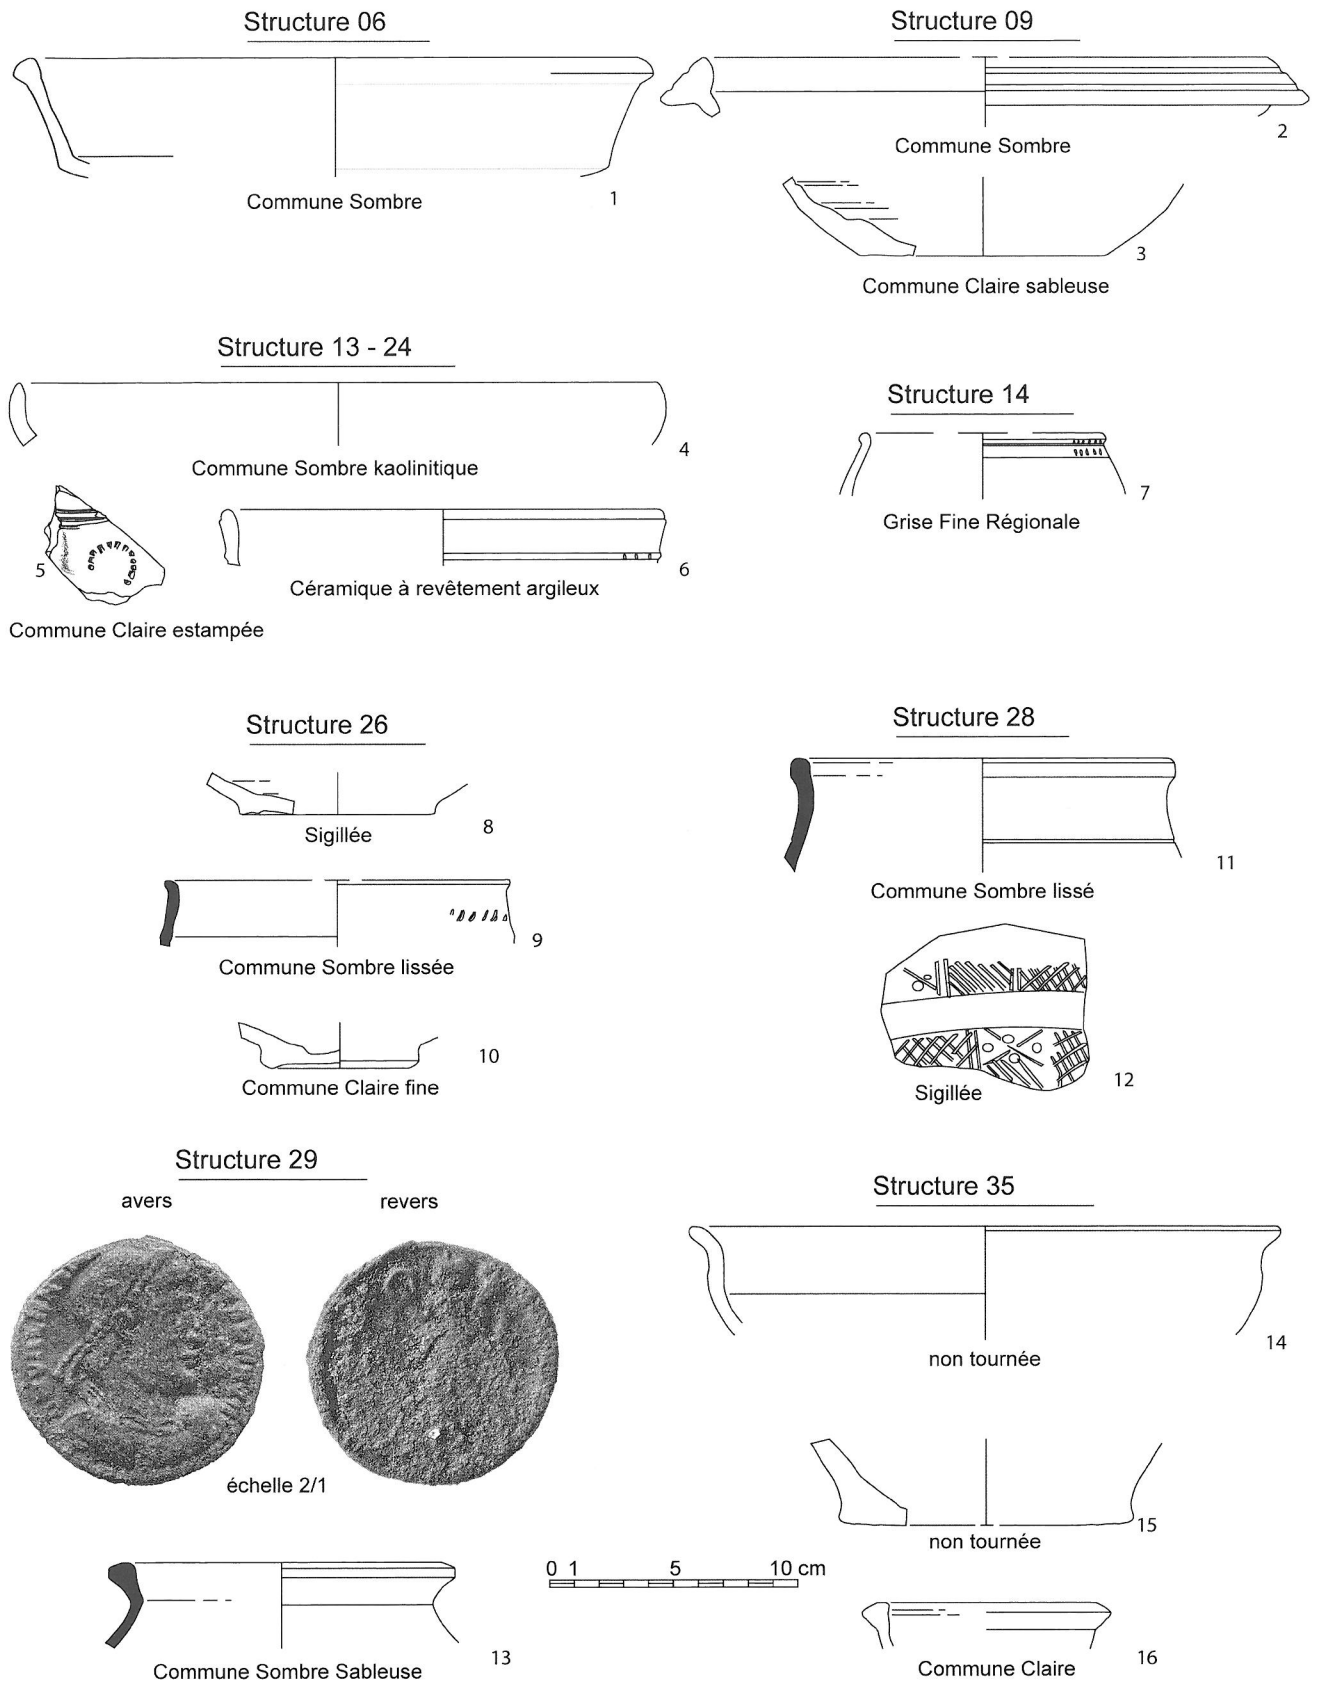 Structure 06
1
Commune Sombre
Structure 09
2
Commune Sombre
3
Commune Claire sableuse
Structure 13 - 24
4
Commune Sombre kaolinitique
5
Commune Claire estampée
6
Céramique à revêtement argileux
Structure 14
7
Grise Fine Régionale
Structure 26
8
Sigillée
9
Commune Sombre lissée
10
Commune Claire fine
Structure 28
11
Commune Sombre lissé
12
Sigillée
Structure 29
avers
revers
échelle 2/1
13
Commune Sombre Sableuse
0 1 5 10 cm
Structure 35
14
non tournée
15
non tournée
16
Commune Claire